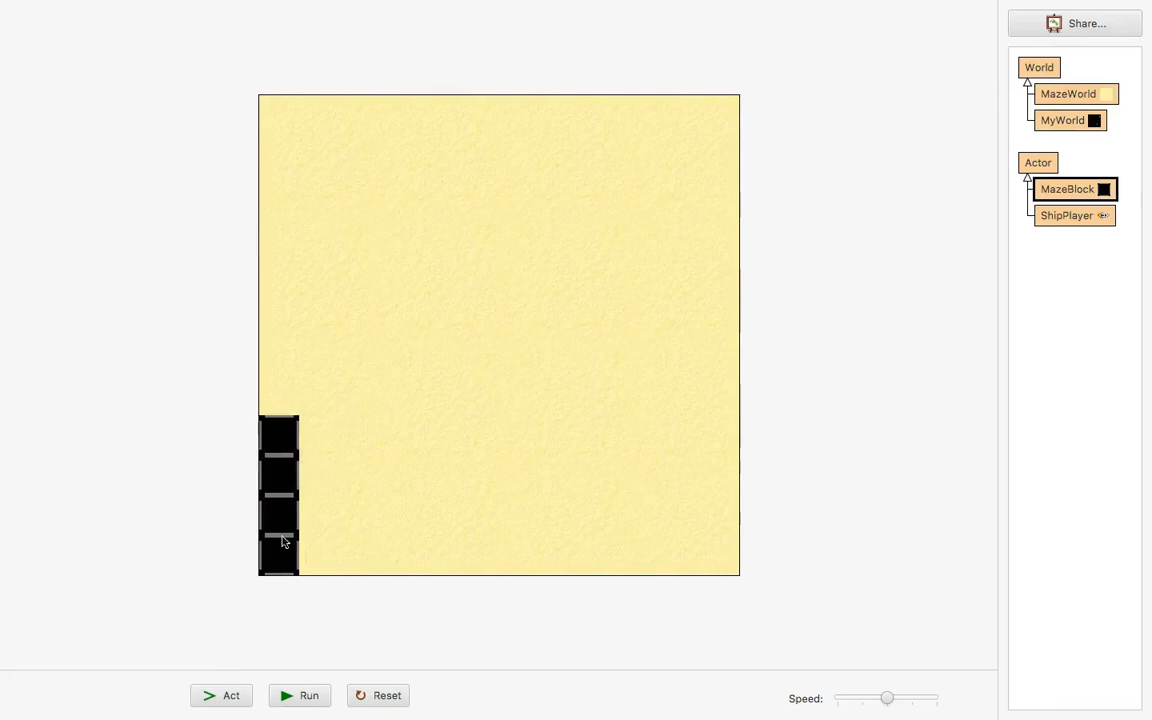 Share...
World
MazeWorld
MyWorld
Actor
MazeBlock
ShipPlayer
Act
Run
Reset
Speed: